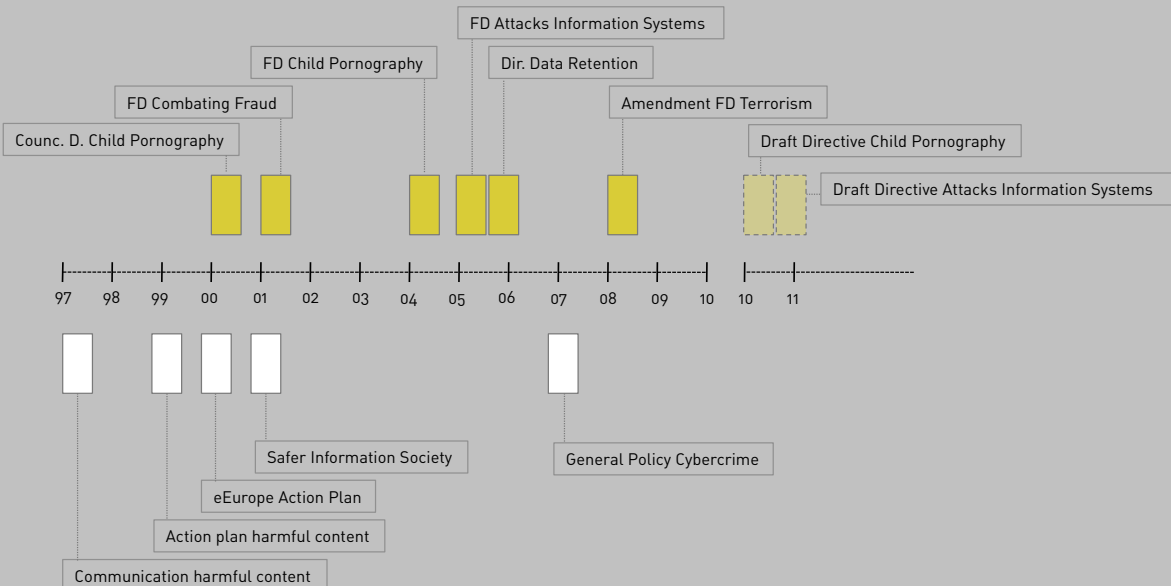 FD Attacks Information Systems
FD Child Pornography
Dir. Data Retention
FD Combating Fraud
Amendment FD Terrorism
Counc. D. Child Pornography
Draft Directive Child Pornography
Draft Directive Attacks Information Systems
97 98 99 00 01 02 03 04 05 06 07 08 09 10 10 11
Safer Information Society
General Policy Cybercrime
eEurope Action Plan
Action plan harmful content
Communication harmful content